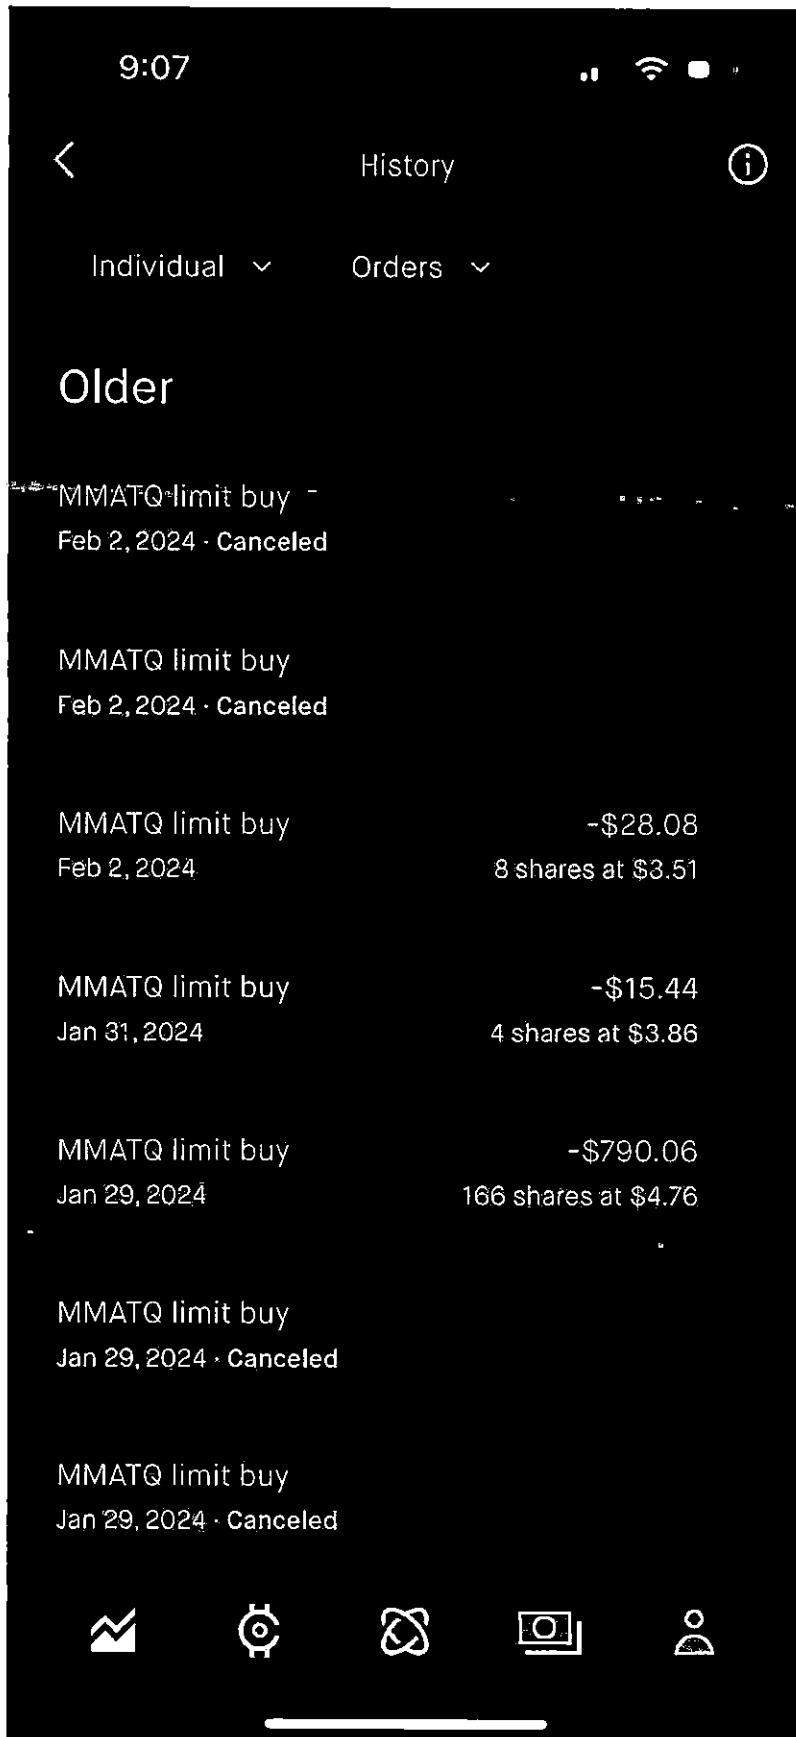 9:07
History
Individual
Orders
Older
MMATQ limit buy
Feb 2, 2024 · Canceled
MMATQ limit buy
Feb 2, 2024 · Canceled
MMATQ limit buy -$28.08
Feb 2, 2024 8 shares at $3.51
MMATQ limit buy -$15.44
Jan 31, 2024 4 shares at $3.86
MMATQ limit buy -$790.06
Jan 29, 2024 166 shares at $4.76
MMATQ limit buy
Jan 29, 2024 · Canceled
MMATQ limit buy
Jan 29, 2024 · Canceled